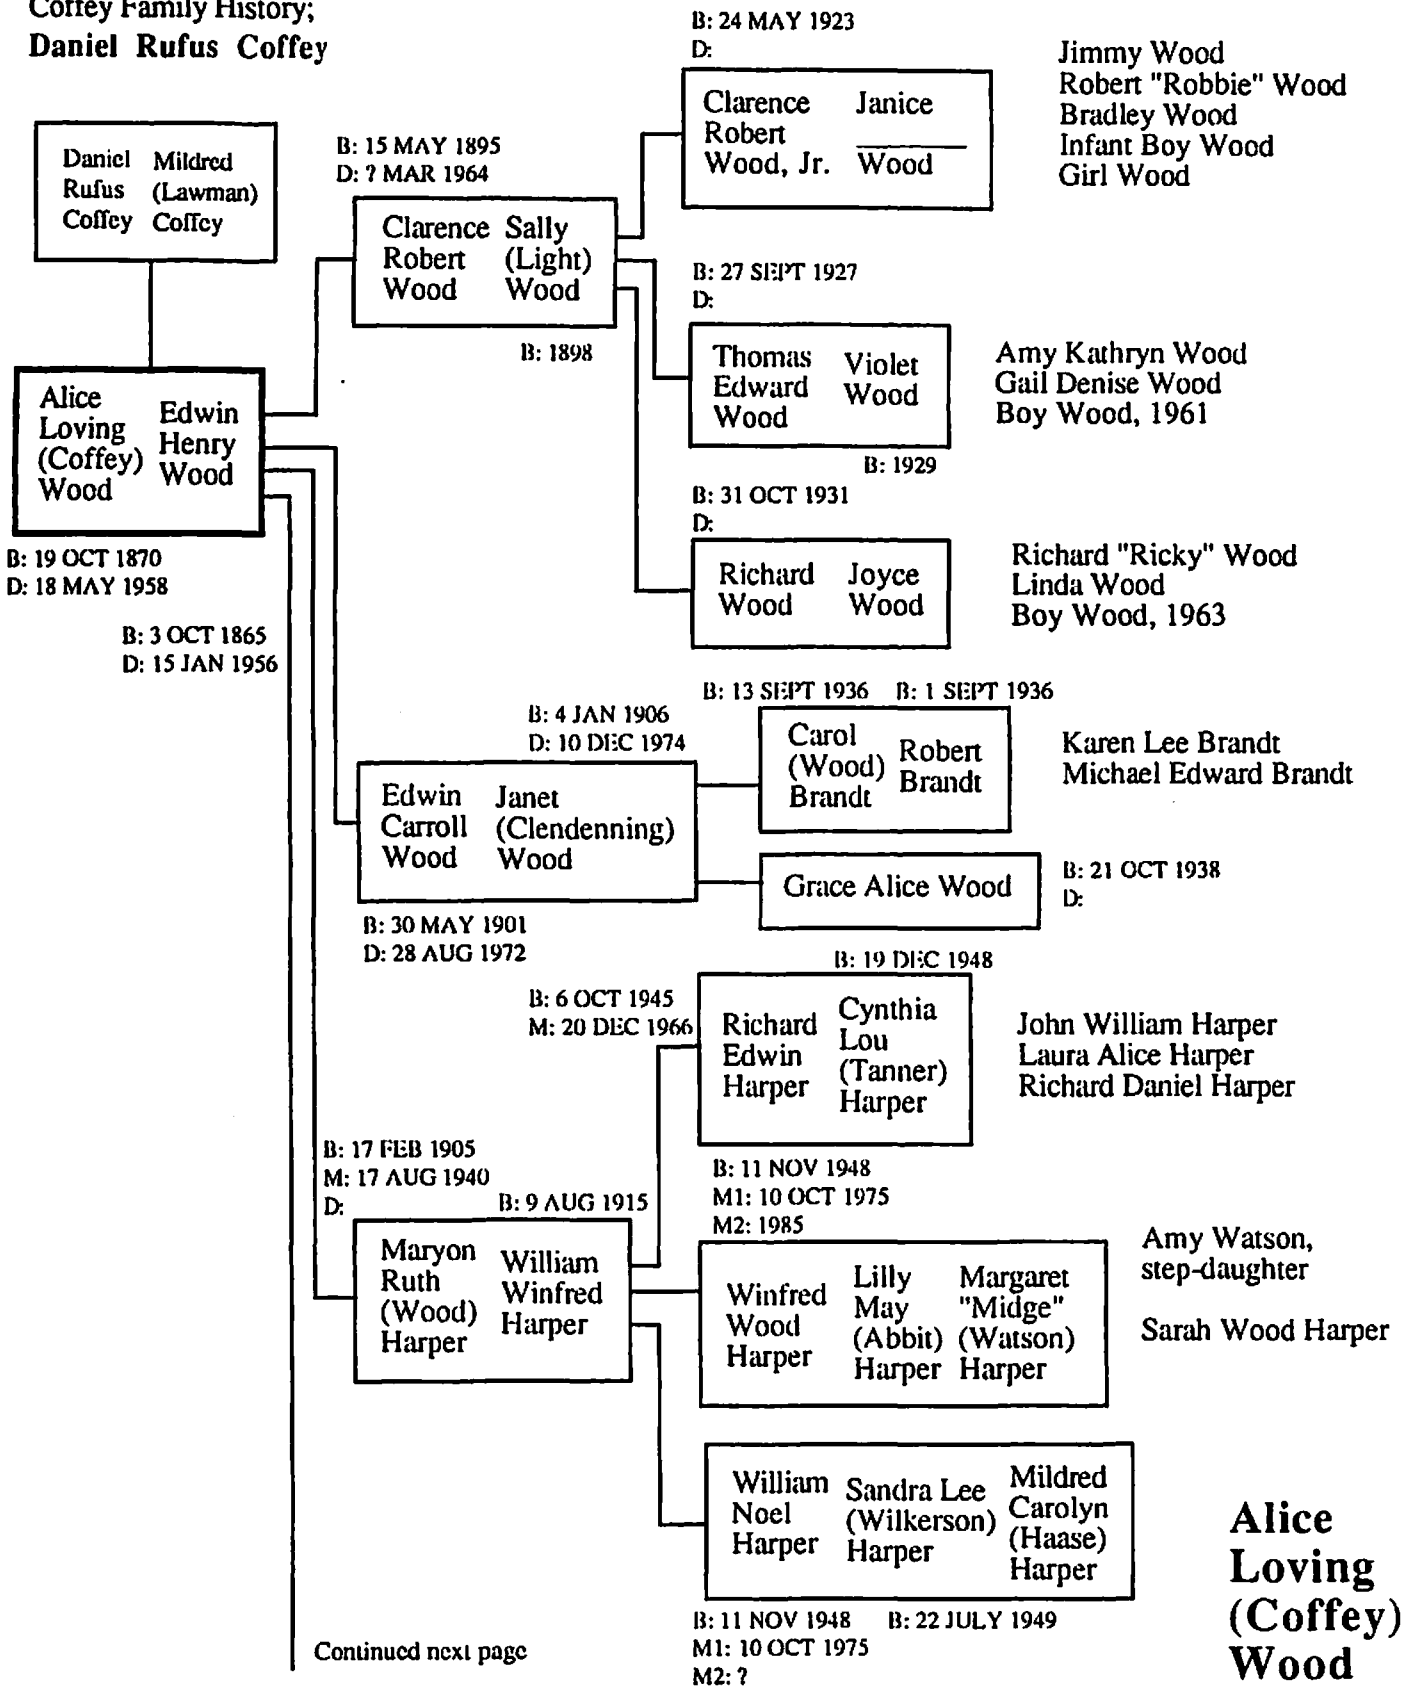 Coffey Family History;
Daniel Rufus Coffey
Daniel Mildred
Rufus (Lawman)
Coffey Coffey
Alice
Loving
(Coffey)
Wood
Edwin
Henry
Wood
B: 19 OCT 1870
D: 18 MAY 1958
B: 3 OCT 1865
D: 15 JAN 1956
B: 15 MAY 1895
D: ? MAR 1964
Clarence Sally
Robert (Light)
Wood Wood
B: 1898
B: 24 MAY 1923
D:
Clarence Janice
Robert
Wood, Jr. Wood
Jimmy Wood
Robert "Robbie" Wood
Bradley Wood
Infant Boy Wood
Girl Wood
B: 27 SEPT 1927
D:
Thomas
Edward
Wood
Violet
Wood
B: 1929
Amy Kathryn Wood
Gail Denise Wood
Boy Wood, 1961
B: 31 OCT 1931
D:
Richard Joyce
Wood Wood
Richard "Ricky" Wood
Linda Wood
Boy Wood, 1963
B: 4 JAN 1906
D: 10 DEC 1974
Edwin Janet
Carroll (Clendenning)
Wood Wood
B: 30 MAY 1901
D: 28 AUG 1972
B: 13 SEPT 1936 B: 1 SEPT 1936
Carol
(Wood)
Brandt
Robert
Brandt
Karen Lee Brandt
Michael Edward Brandt
Grace Alice Wood
B: 21 OCT 1938
D:
B: 17 FEB 1905
M: 17 AUG 1940
D:
B: 9 AUG 1915
Maryon
Ruth
(Wood)
Harper
William
Winfred
Harper
B: 6 OCT 1945
M: 20 DEC 1966
B: 19 DEC 1948
Richard
Edwin
Harper
Cynthia
Lou
(Tanner)
Harper
John William Harper
Laura Alice Harper
Richard Daniel Harper
B: 11 NOV 1948
M1: 10 OCT 1975
M2: 1985
Winfred
Wood
Harper
Lilly
May
(Abbit)
Harper
Margaret
"Midge"
(Watson)
Harper
Amy Watson,
step-daughter
Sarah Wood Harper
William
Noel
Harper
Sandra Lee
(Wilkerson)
Harper
Mildred
Carolyn
(Haase)
Harper
B: 11 NOV 1948 B: 22 JULY 1949
M1: 10 OCT 1975
M2: ?
Continued next page
Alice
Loving
(Coffey)
Wood